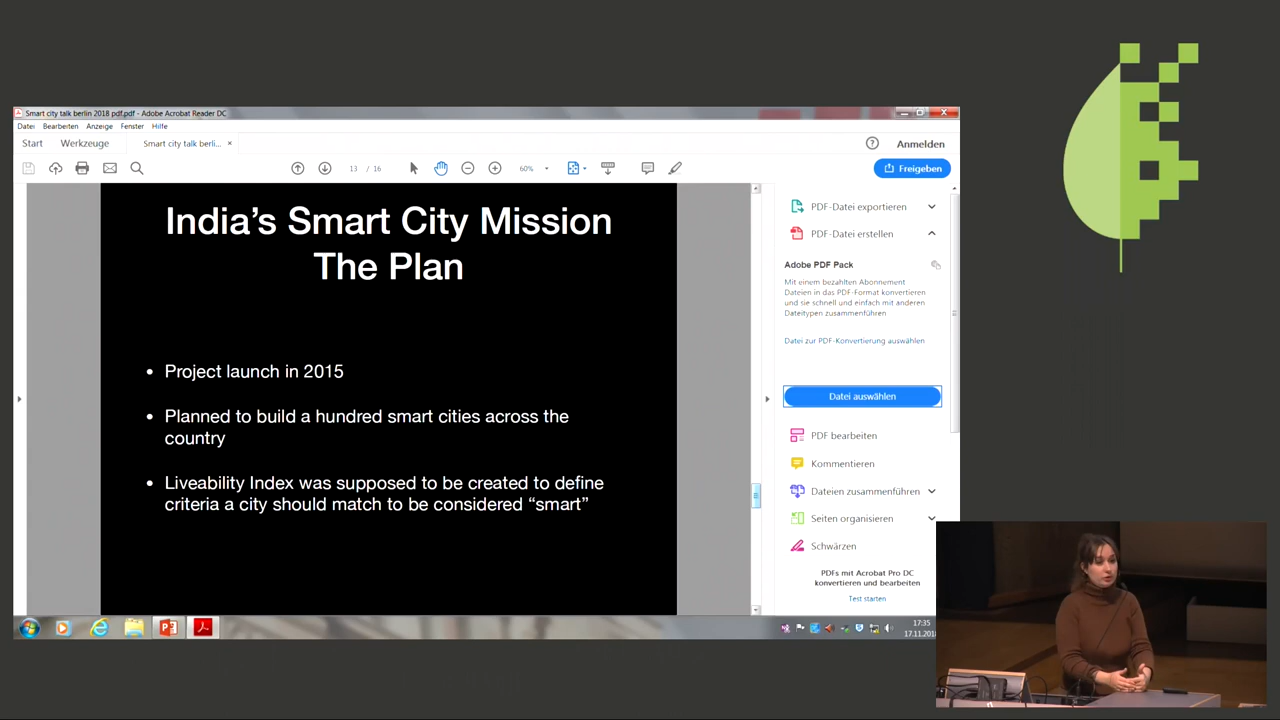 Smart city talk berlin 2018 pdf.pdf - Adobe Acrobat Reader DC
Datei Bearbeiten Anzeige Fenster Hilfe
Start Werkzeuge Smart city talk berli... × Anmelden
13 / 16 60% Freigeben
India's Smart City Mission
The Plan
• Project launch in 2015
• Planned to build a hundred smart cities across the
country
• Liveability Index was supposed to be created to define
criteria a city should match to be considered “smart”
PDF-Datei exportieren
PDF-Datei erstellen
Adobe PDF Pack
Mit einem bezahlten Abonnement
Dateien in das PDF-Format konvertieren
und sie schnell und einfach mit anderen
Dateitypen zusammenführen
Datei zur PDF-Konvertierung auswählen
Datei auswählen
PDF bearbeiten
Kommentieren
Dateien zusammenführen
Seiten organisieren
Schwärzen
PDFs mit Acrobat Pro DC
konvertieren und bearbeiten
Test starten
17:35
17.11.201